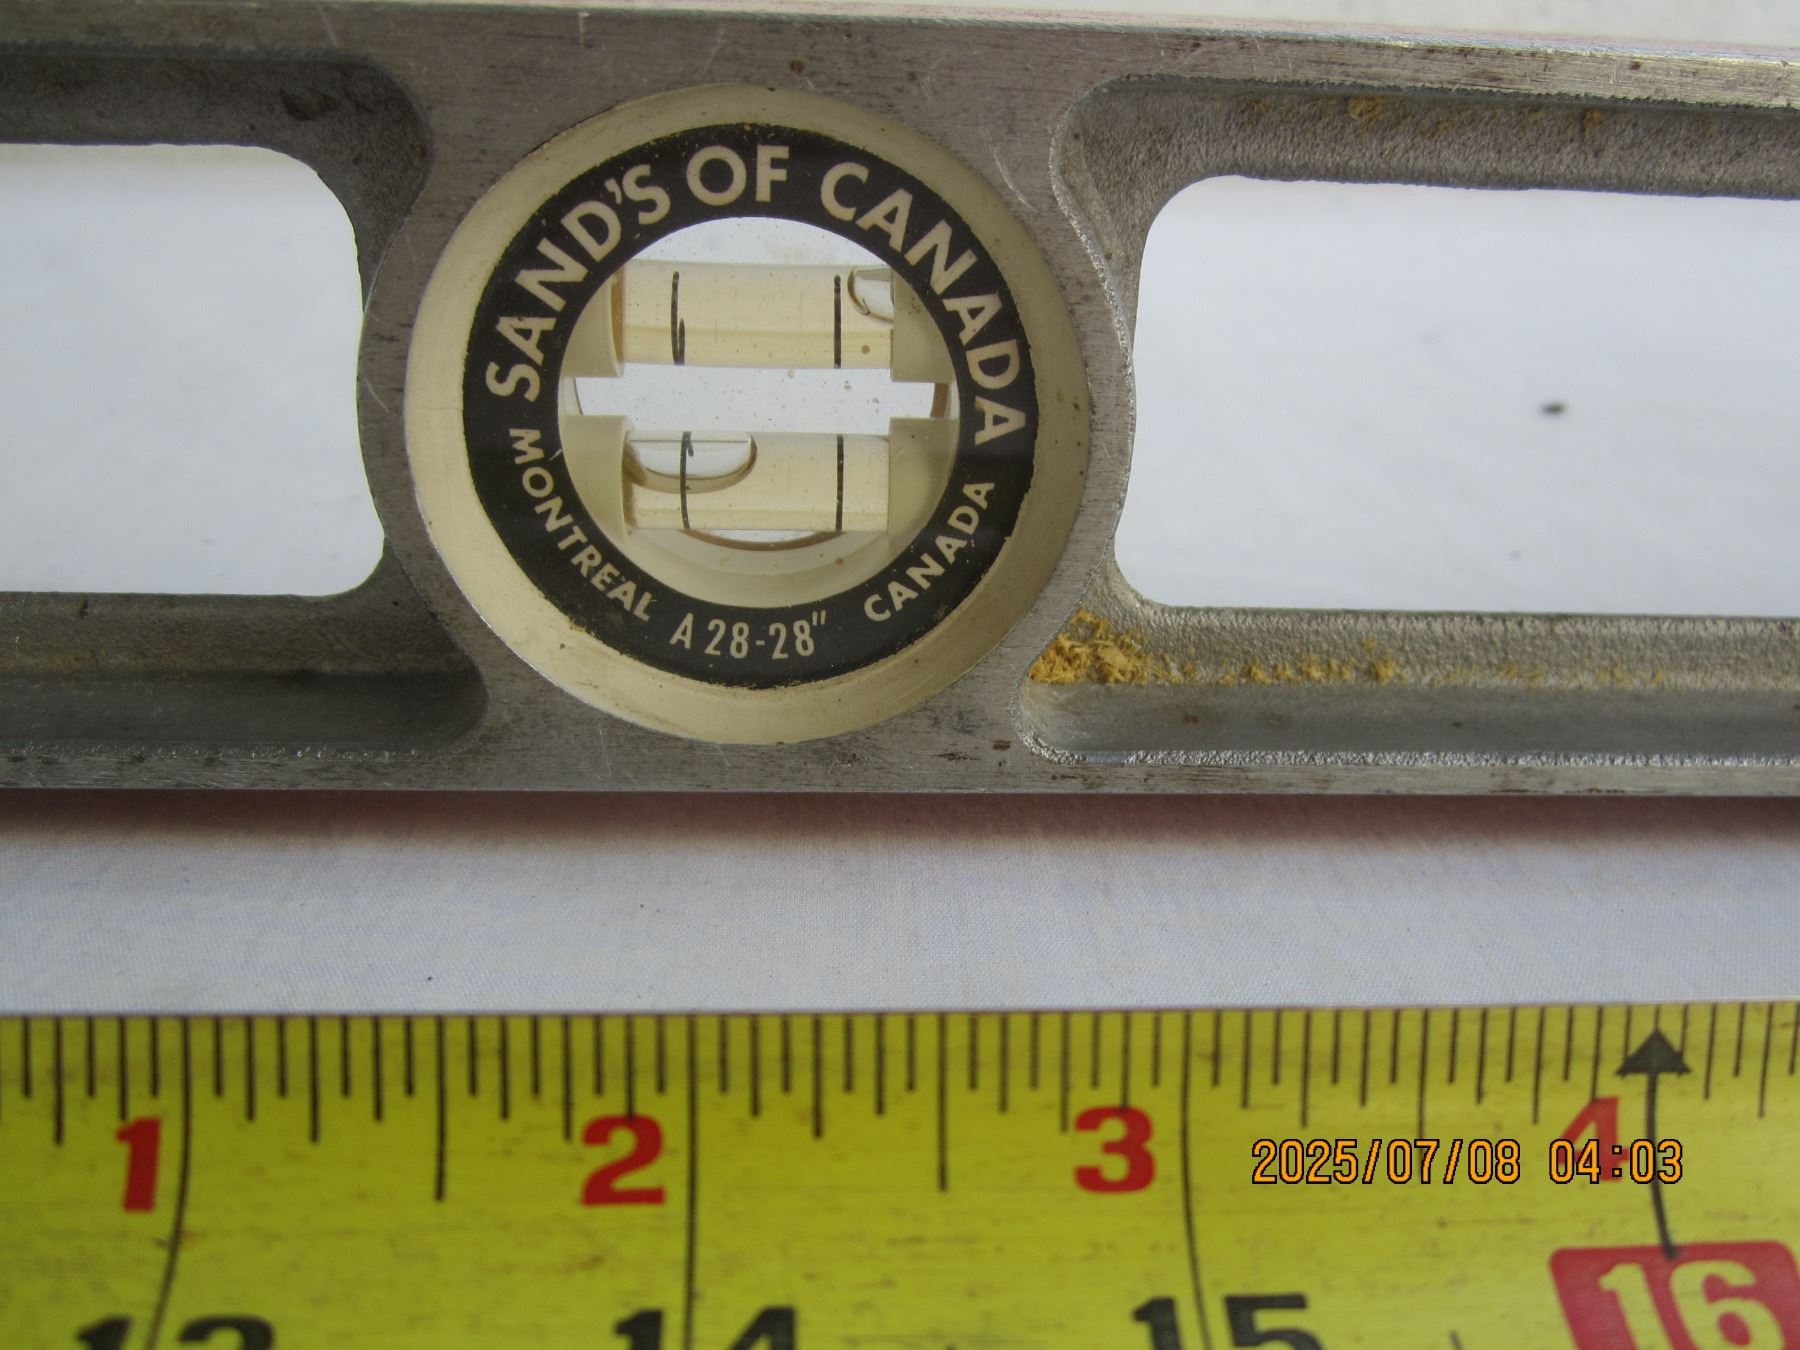 SAND'S OF CANADA
MONTREAL A 28-28" CANADA
1 2 3 4
2025/07/08 04:03
13 14 15 16